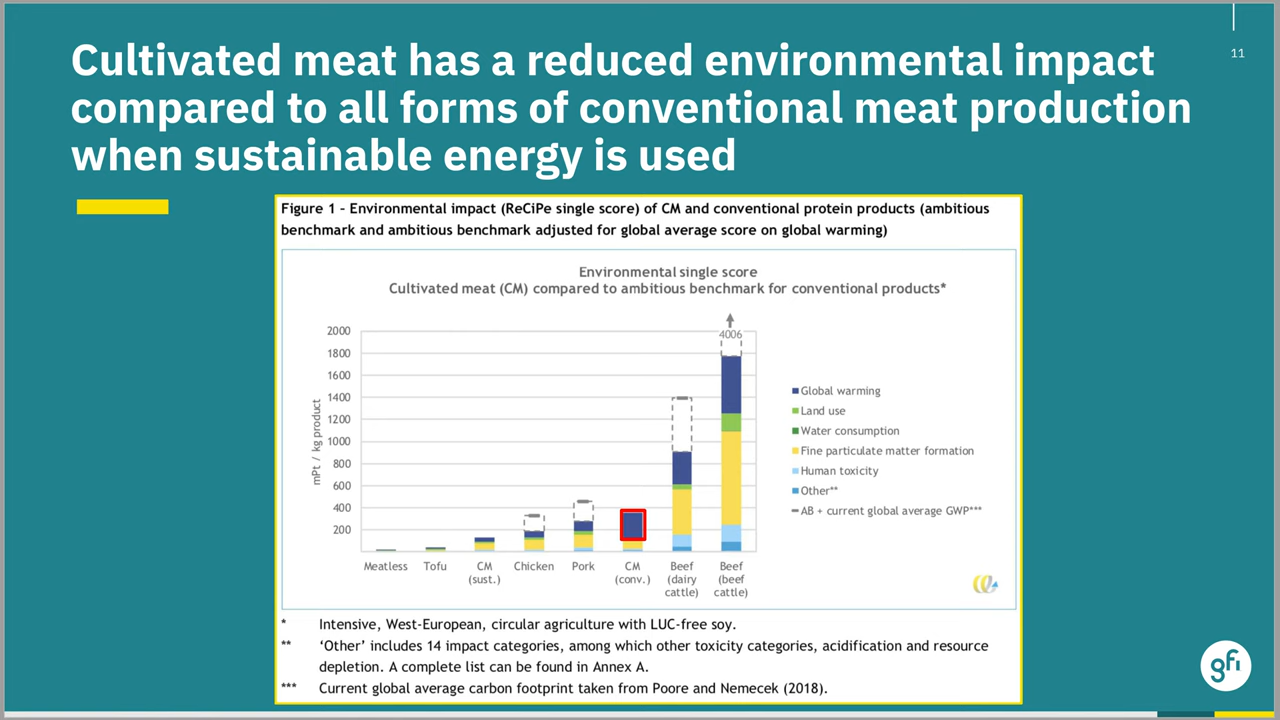 Cultivated meat has a reduced environmental impact
compared to all forms of conventional meat production
when sustainable energy is used
11
Figure 1 – Environmental impact (ReCiPe single score) of CM and conventional protein products (ambitious
benchmark and ambitious benchmark adjusted for global average score on global warming)
Environmental single score
Cultivated meat (CM) compared to ambitious benchmark for conventional products*
mPt / kg product
2000
1800
1600
1400
1200
1000
800
600
400
200
4006
Meatless
Tofu
CM
(sust.)
Chicken
Pork
CM
(conv.)
Beef
(dairy
cattle)
Beef
(beef
cattle)
Global warming
Land use
Water consumption
Fine particulate matter formation
Human toxicity
Other**
AB + current global average GWP***
* Intensive, West-European, circular agriculture with LUC-free soy.
** ‘Other’ includes 14 impact categories, among which other toxicity categories, acidification and resource
depletion. A complete list can be found in Annex A.
*** Current global average carbon footprint taken from Poore and Nemecek (2018).
gfi